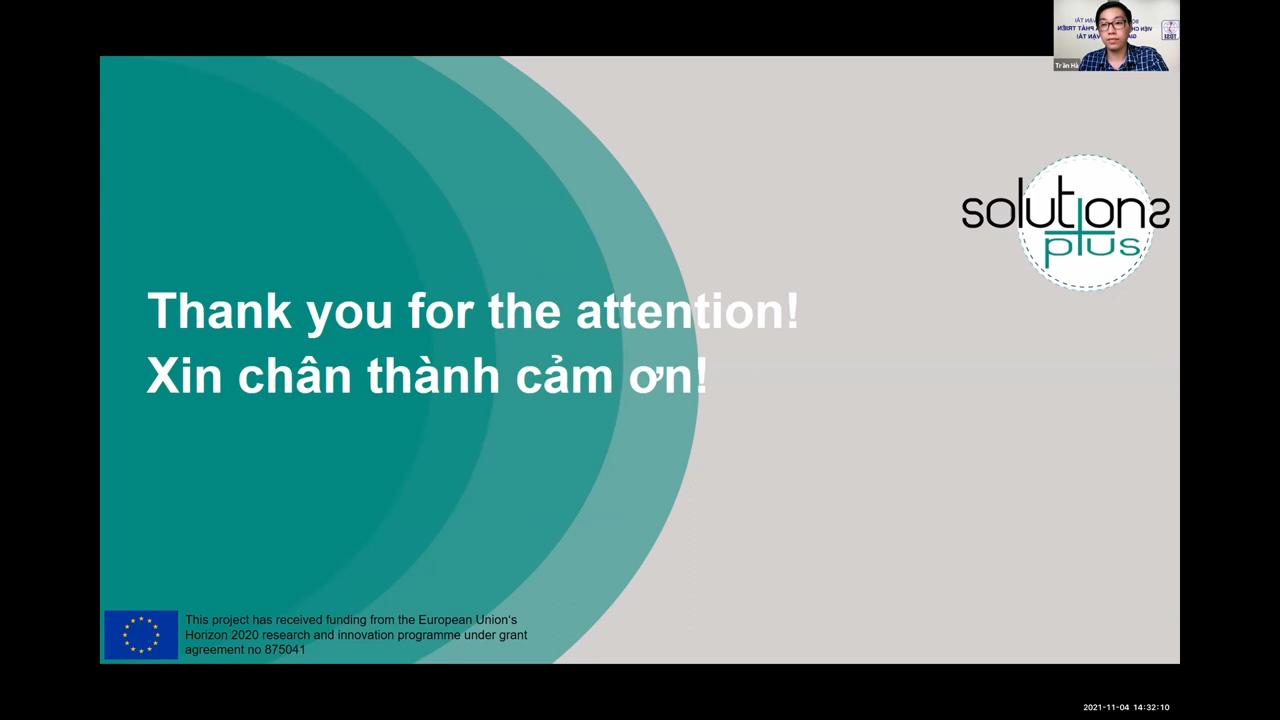 Trần Hà
solutions
plus
Thank you for the attention!
Xin chân thành cảm ơn!
This project has received funding from the European Union‘s
Horizon 2020 research and innovation programme under grant
agreement no 875041
2021-11-04 14:32:10